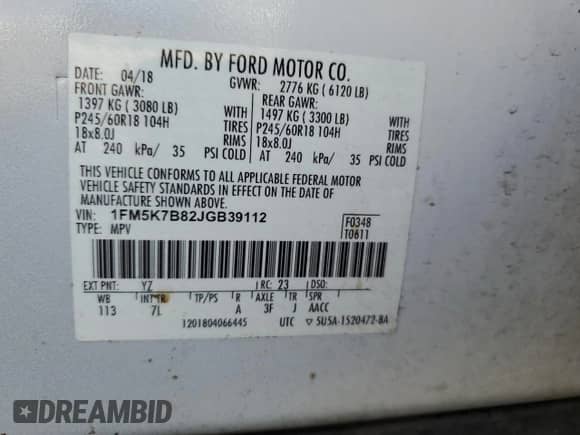 MFD. BY FORD MOTOR CO.
DATE: 04/18 GVWR: 2776 KG ( 6120 LB)
FRONT GAWR: REAR GAWR:
1397 KG ( 3080 LB) WITH 1497 KG ( 3300 LB) WITH
P245/60R18 104H TIRES P245/60R18 104H TIRES
18x8.0J RIMS 18x8.0J RIMS
AT 240 kPa/ 35 PSI COLD AT 240 kPa/ 35 PSI COLD
THIS VEHICLE CONFORMS TO ALL APPLICABLE FEDERAL MOTOR
VEHICLE SAFETY STANDARDS IN EFFECT ON THE DATE OF
MANUFACTURE SHOWN ABOVE.
VIN: 1FM5K7B82JGB39112 F0348
TYPE: MPV T0611
EXT PNT: YZ RC: 23 DSO:
WB INT TR TP/PS R AXLE TR SPR
113 7L A 3F J AACC
1201804066445 UTC ▽ 5U5A-1520472-BA
DREAMBID